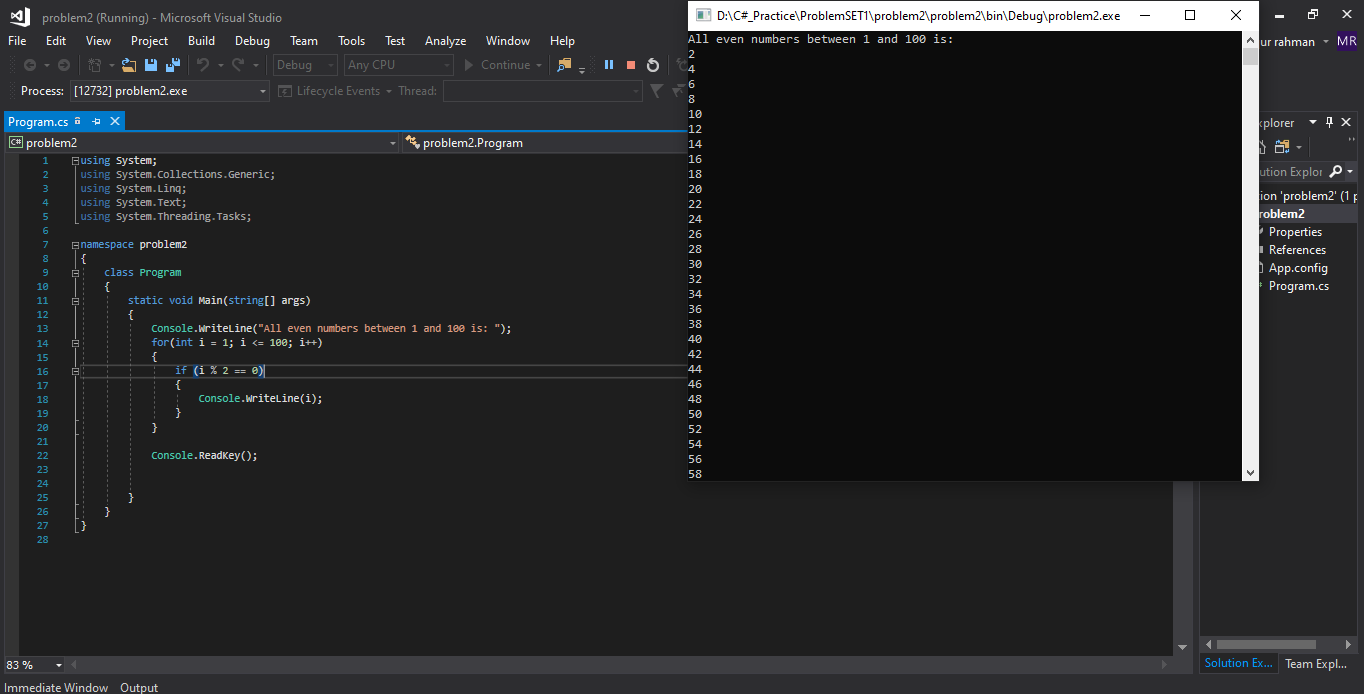 problem2 (Running) - Microsoft Visual Studio
File Edit View Project Build Debug Team Tools Test Analyze Window Help
ur rahman MR
Debug Any CPU Continue
Process: [12732] problem2.exe Lifecycle Events Thread:
Program.cs
problem2 problem2.Program
1 using System;
2 using System.Collections.Generic;
3 using System.Linq;
4 using System.Text;
5 using System.Threading.Tasks;
6
7 namespace problem2
8 {
9 class Program
10 {
11 static void Main(string[] args)
12 {
13 Console.WriteLine("All even numbers between 1 and 100 is: ");
14 for(int i = 1; i <= 100; i++)
15 {
16 if (i % 2 == 0)
17 {
18 Console.WriteLine(i);
19 }
20 }
21
22 Console.ReadKey();
23
24
25 }
26 }
27 }
28
83 %
Immediate Window Output
D:\C#_Practice\ProblemSET1\problem2\problem2\bin\Debug\problem2.exe
All even numbers between 1 and 100 is:
2
4
6
8
10
12
14
16
18
20
22
24
26
28
30
32
34
36
38
40
42
44
46
48
50
52
54
56
58
xplorer
ution Explor
ion 'problem2' (1 p
roblem2
Properties
References
App.config
Program.cs
Solution Ex... Team Expl...